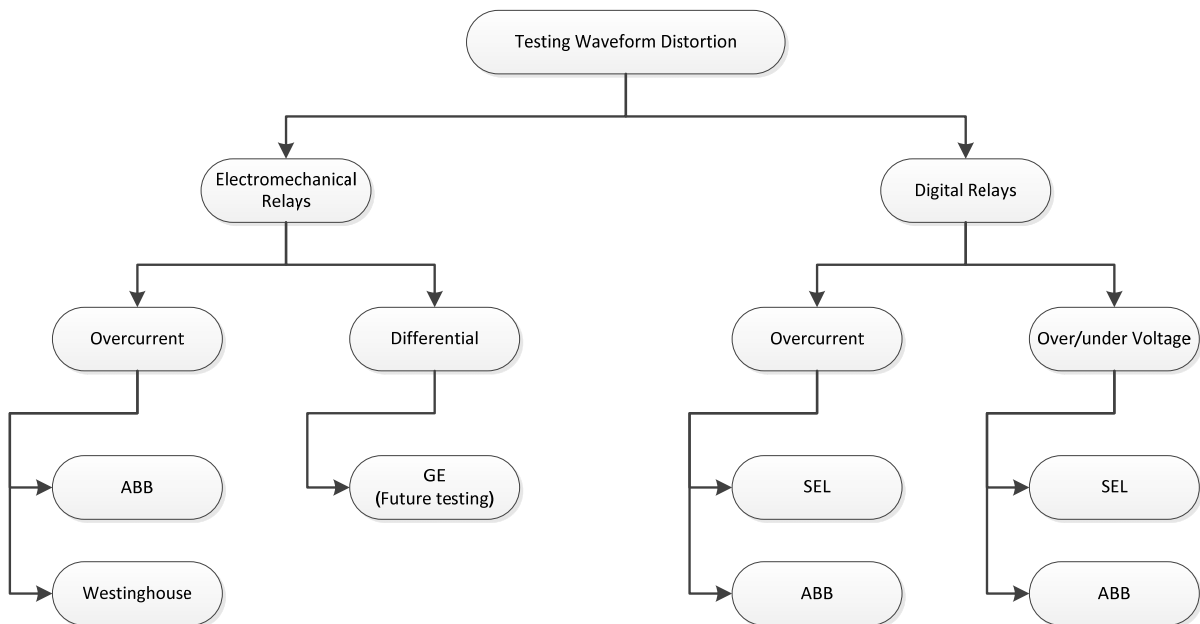 Testing Waveform Distortion
Electromechanical
Relays
Digital Relays
Overcurrent
Differential
Overcurrent
Over/under Voltage
ABB
GE
(Future testing)
SEL
SEL
Westinghouse
ABB
ABB